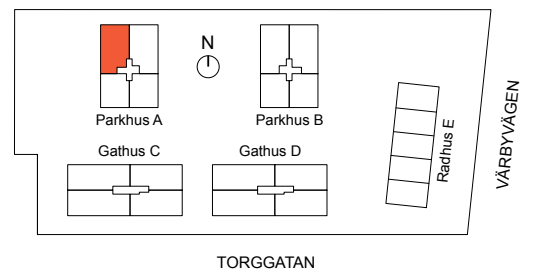 N
Parkhus A
Parkhus B
Gathus C
Gathus D
Radhus E
VÄRBYVÄGEN
TORGGATAN